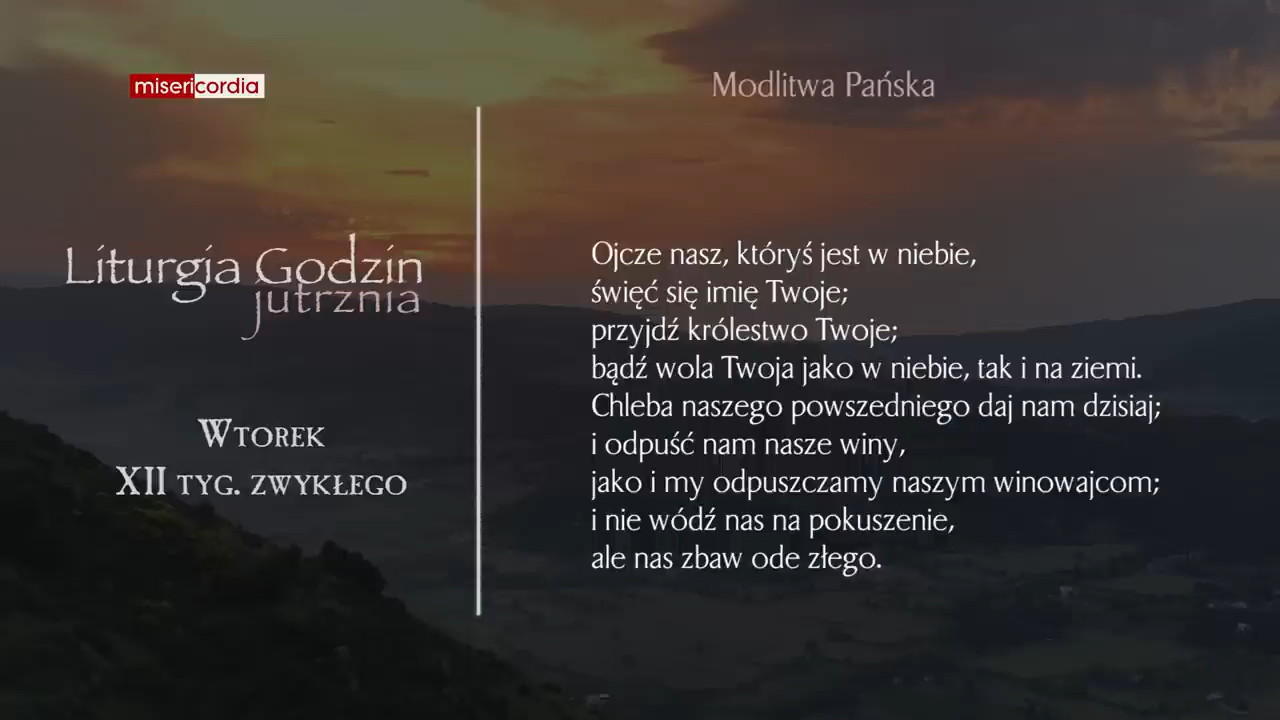 misericordia
Liturgia Godzin
jutrznia
Wtorek
XII tyg. zwykłego
Modlitwa Pańska
Ojcze nasz, któryś jest w niebie,
święć się imię Twoje;
przyjdź królestwo Twoje;
bądź wola Twoja jako w niebie, tak i na ziemi.
Chleba naszego powszedniego daj nam dzisiaj;
i odpuść nam nasze winy,
jako i my odpuszczamy naszym winowajcom;
i nie wódź nas na pokuszenie,
ale nas zbaw ode złego.